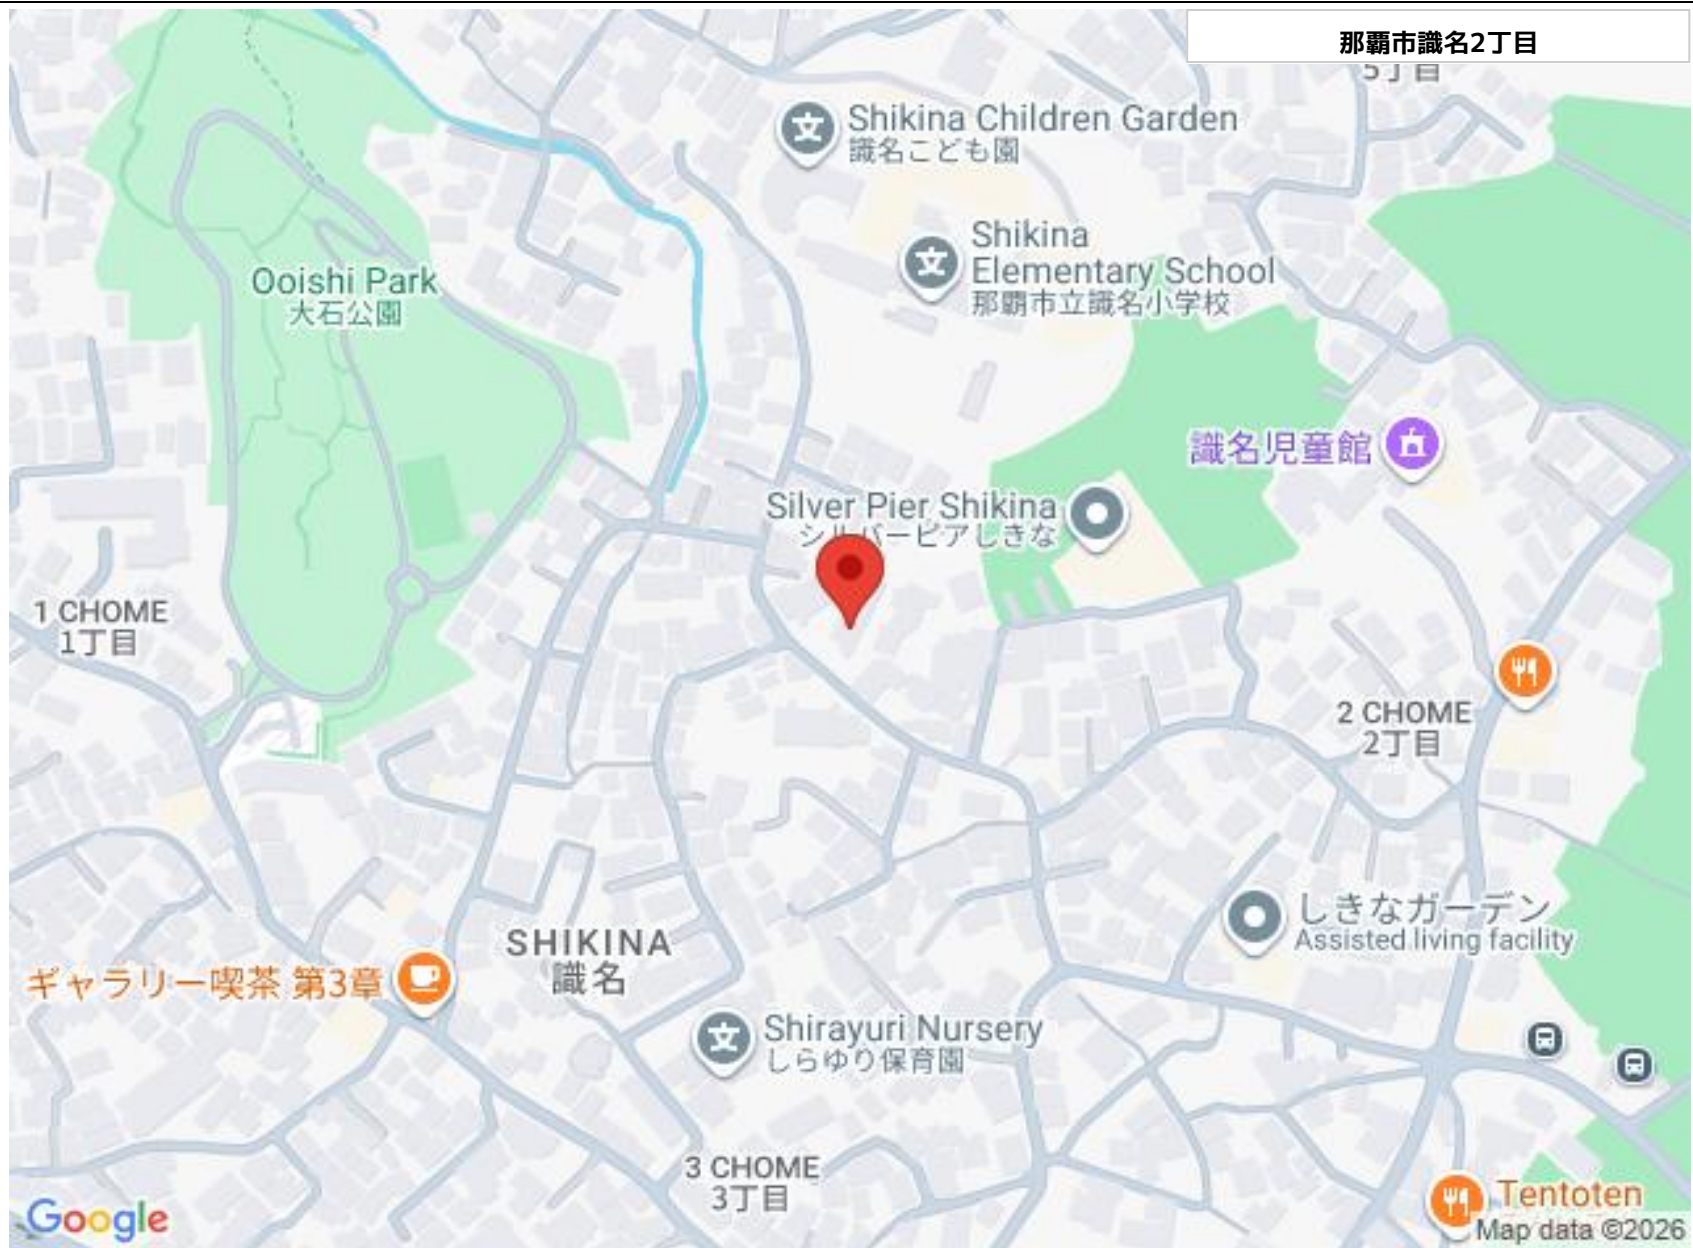 那覇市識名2丁目
5丁目
Shikina Children Garden
識名こども園
Shikina
Elementary School
那覇市立識名小学校
Ooishi Park
大石公園
識名児童館
Silver Pier Shikina
シルバーピアしきな
1 CHOME
1丁目
2 CHOME
2丁目
しきなガーデン
Assisted living facility
SHIKINA
識名
ギャラリー喫茶 第3章
Shirayuri Nursery
しらゆり保育園
3 CHOME
3丁目
Tentoten
Google
Map data ©2026